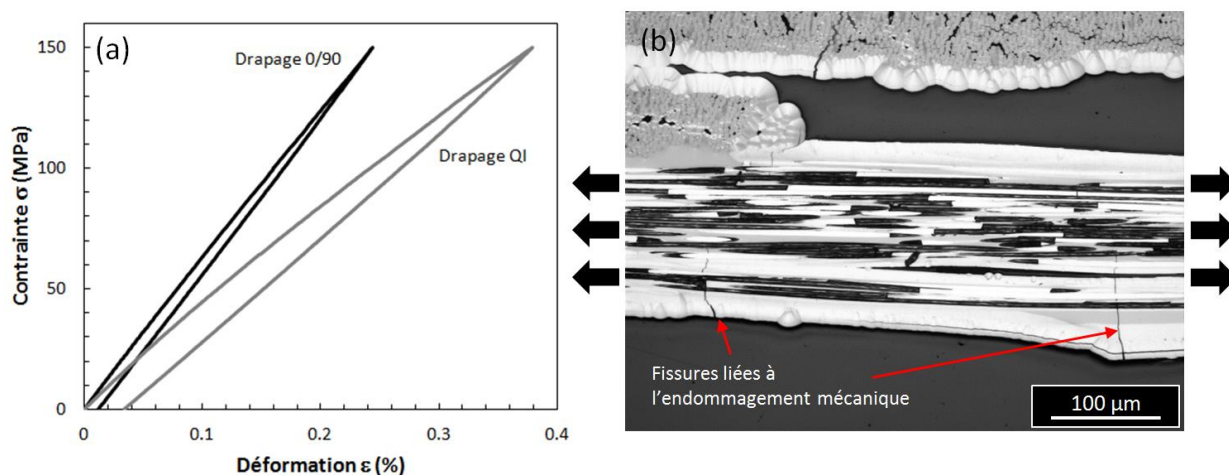 (a)
Contrainte σ (MPa)
150
100
50
0
Drapage 0/90
Drapage QI
0
0.1
0.2
0.3
0.4
Déformation ε (%)
(b)
Fissures liées à
l'endommagement mécanique
100 µm